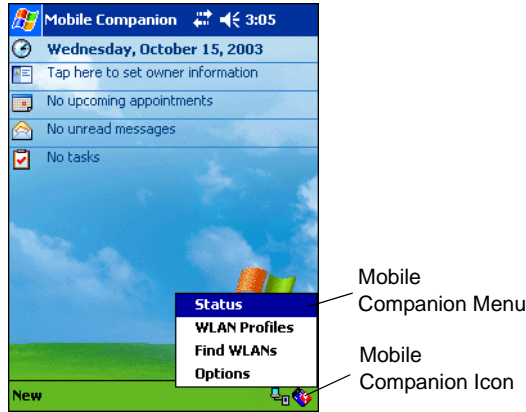 Mobile Companion 3:05
Wednesday, October 15, 2003
Tap here to set owner information
No upcoming appointments
No unread messages
No tasks
Status
WLAN Profiles
Find WLANs
Options
New
Mobile
Companion Menu
Mobile
Companion Icon